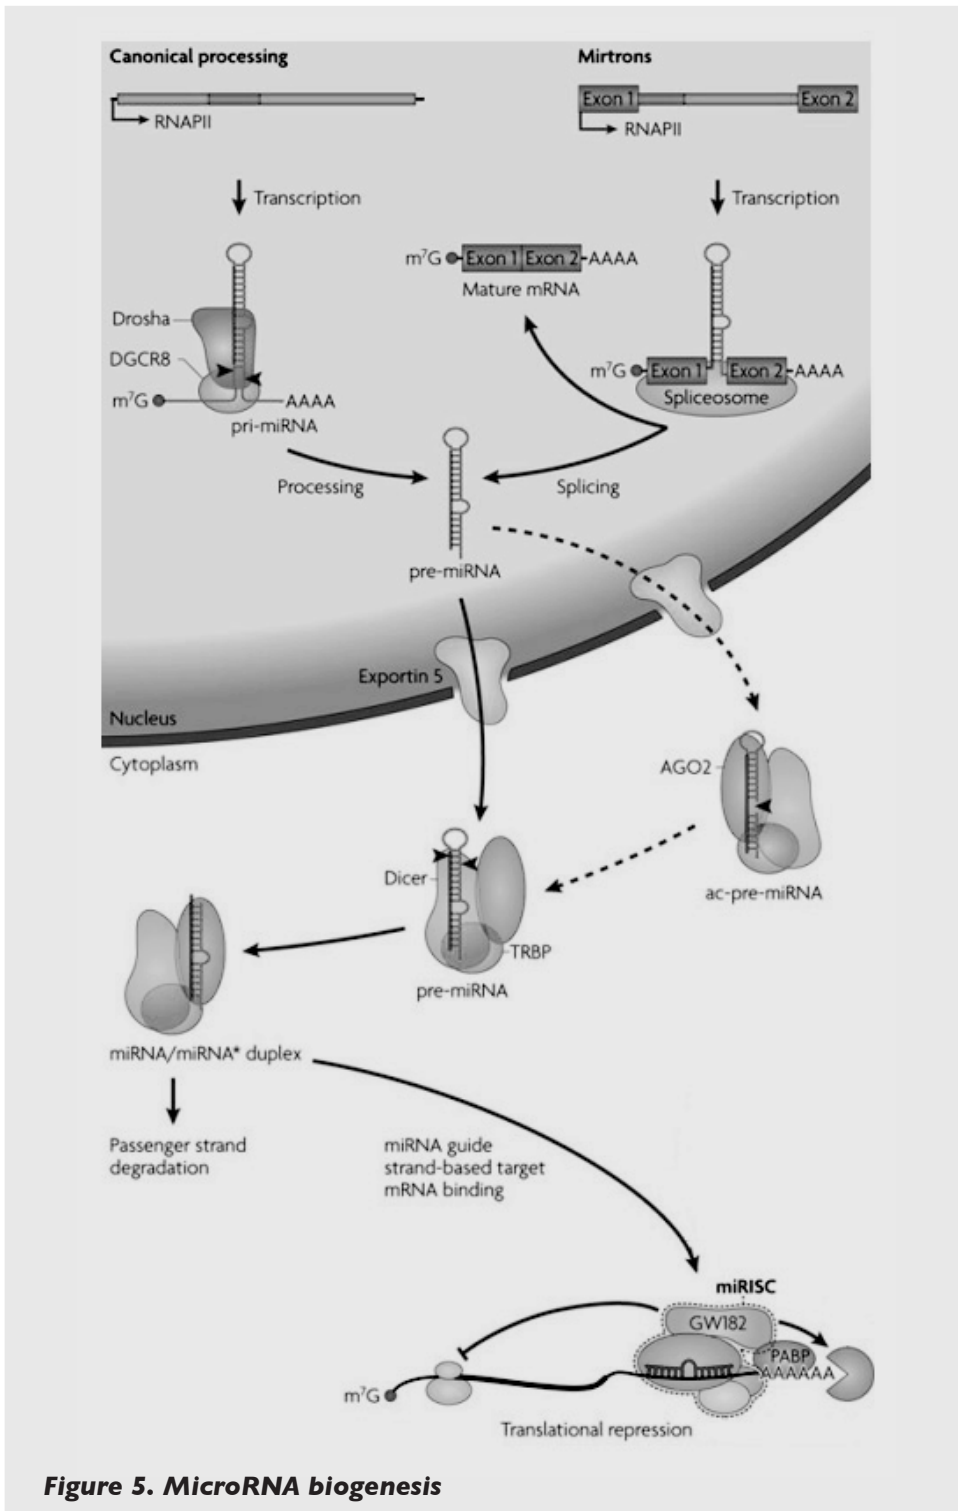 Canonical processing
Mirtrons
Exon 1
Exon 2
RNAPII
RNAPII
Transcription
Transcription
m⁷G
Exon 1
Exon 2
AAAA
Mature mRNA
Drosha
DGCR8
m⁷G
AAAA
pri-miRNA
m⁷G
Exon 1
Exon 2
AAAA
Spliceosome
Processing
Splicing
pre-miRNA
Exportin 5
Nucleus
Cytoplasm
AGO2
ac-pre-miRNA
Dicer
TRBP
pre-miRNA
miRNA/miRNA* duplex
Passenger strand
degradation
miRNA guide
strand-based target
mRNA binding
miRISC
GW182
PABP
AAAAAA
m⁷G
Translational repression
Figure 5. MicroRNA biogenesis